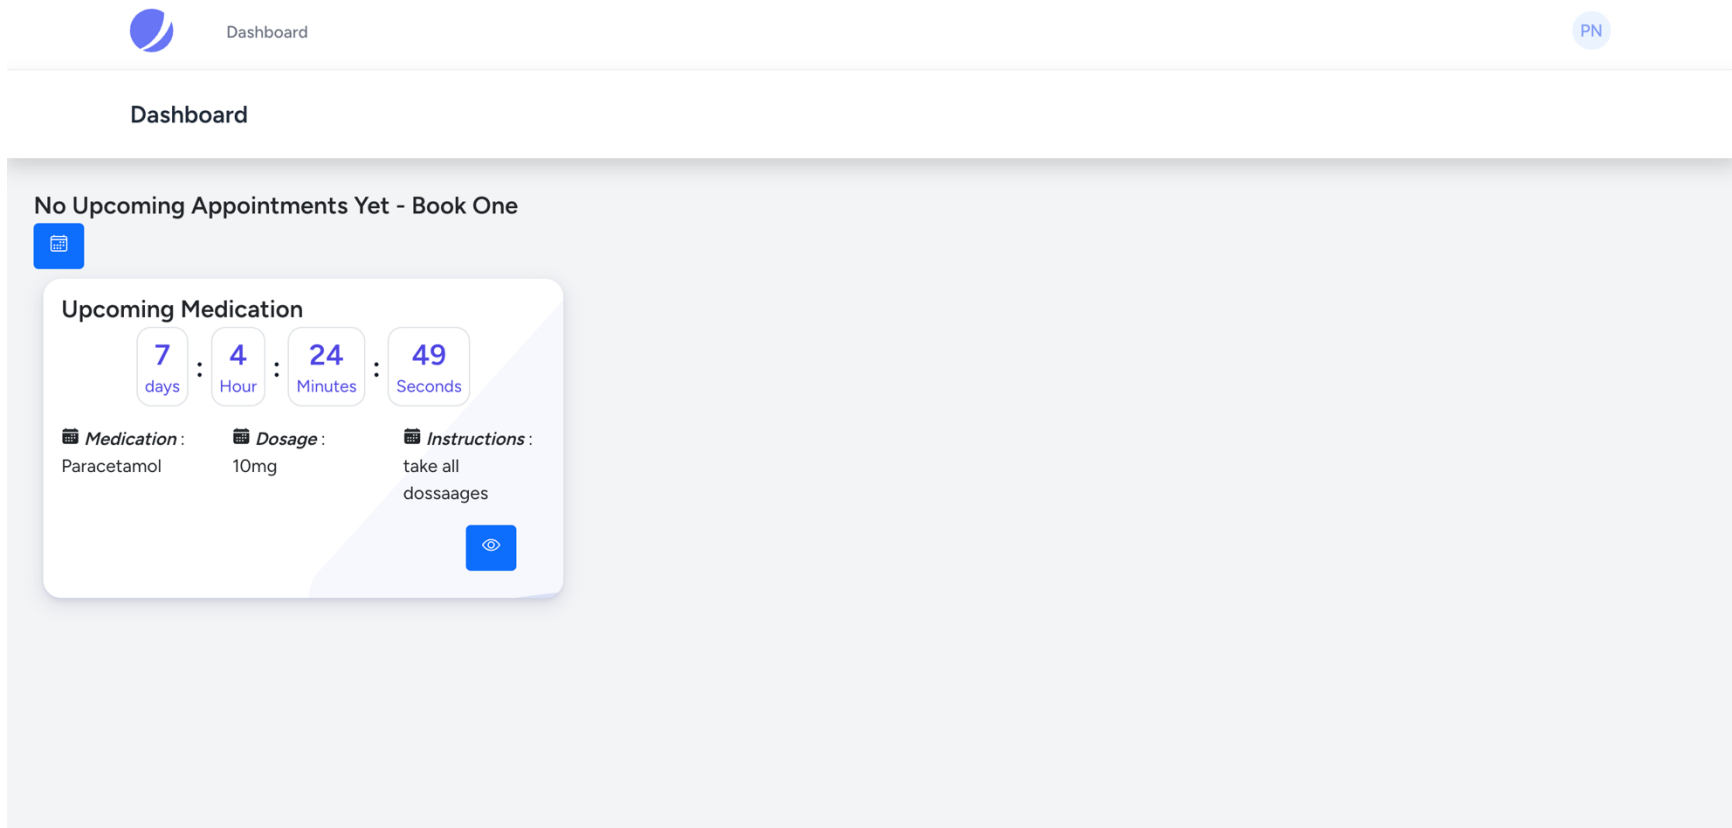 Dashboard
PN
Dashboard
No Upcoming Appointments Yet - Book One
Upcoming Medication
7 : 4 : 24 : 49
days Hour Minutes Seconds
Medication : Dosage : Instructions :
Paracetamol 10mg take all
dossaages